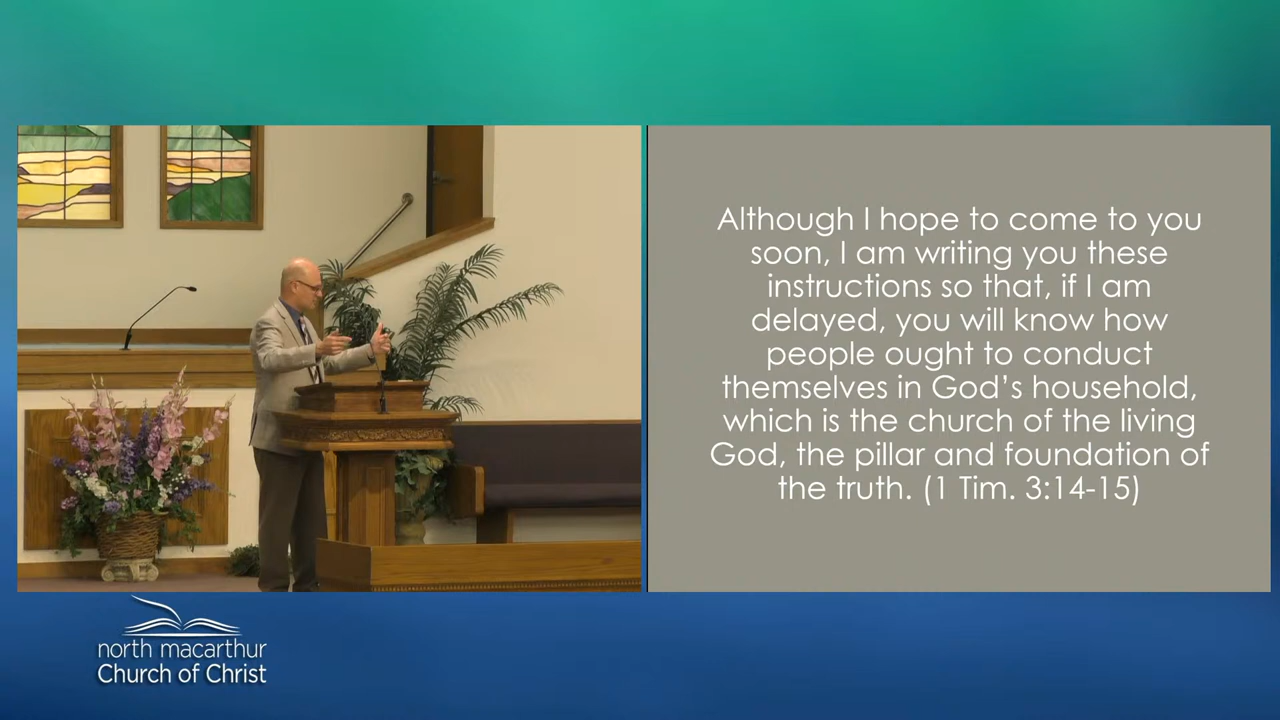 Although I hope to come to you
soon, I am writing you these
instructions so that, if I am
delayed, you will know how
people ought to conduct
themselves in God's household,
which is the church of the living
God, the pillar and foundation of
the truth. (1 Tim. 3:14-15)
north macarthur
Church of Christ